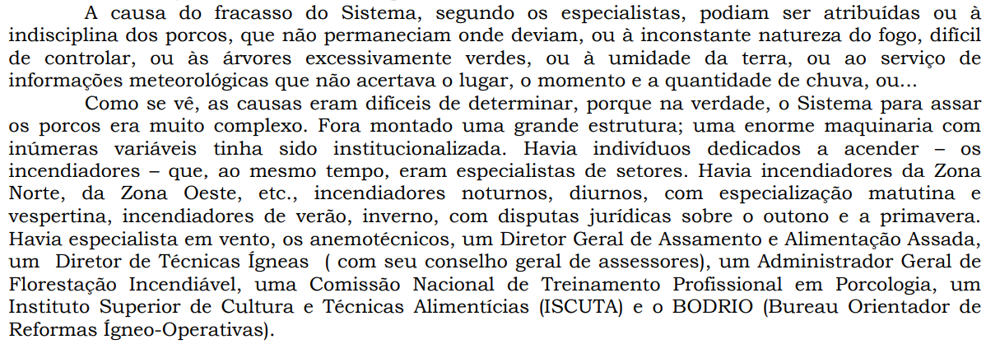 A causa do fracasso do Sistema, segundo os especialistas, podiam ser atribuídas ou à
indisciplina dos porcos, que não permaneciam onde deviam, ou à inconstante natureza do fogo, difícil
de controlar, ou às árvores excessivamente verdes, ou à umidade da terra, ou ao serviço de
informações meteorológicas que não acertava o lugar, o momento e a quantidade de chuva, ou...
Como se vê, as causas eram difíceis de determinar, porque na verdade, o Sistema para assar
os porcos era muito complexo. Fora montado uma grande estrutura; uma enorme maquinaria com
inúmeras variáveis tinha sido institucionalizada. Havia indivíduos dedicados a acender – os
incendiadores – que, ao mesmo tempo, eram especialistas de setores. Havia incendiadores da Zona
Norte, da Zona Oeste, etc., incendiadores noturnos, diurnos, com especialização matutina e
vespertina, incendiadores de verão, inverno, com disputas jurídicas sobre o outono e a primavera.
Havia especialista em vento, os anemotécnicos, um Diretor Geral de Assamento e Alimentação Assada,
um Diretor de Técnicas Ígneas ( com seu conselho geral de assessores), um Administrador Geral de
Florestação Incendiável, uma Comissão Nacional de Treinamento Profissional em Porcologia, um
Instituto Superior de Cultura e Técnicas Alimentícias (ISCUTA) e o BODRIO (Bureau Orientador de
Reformas Ígneo-Operativas).